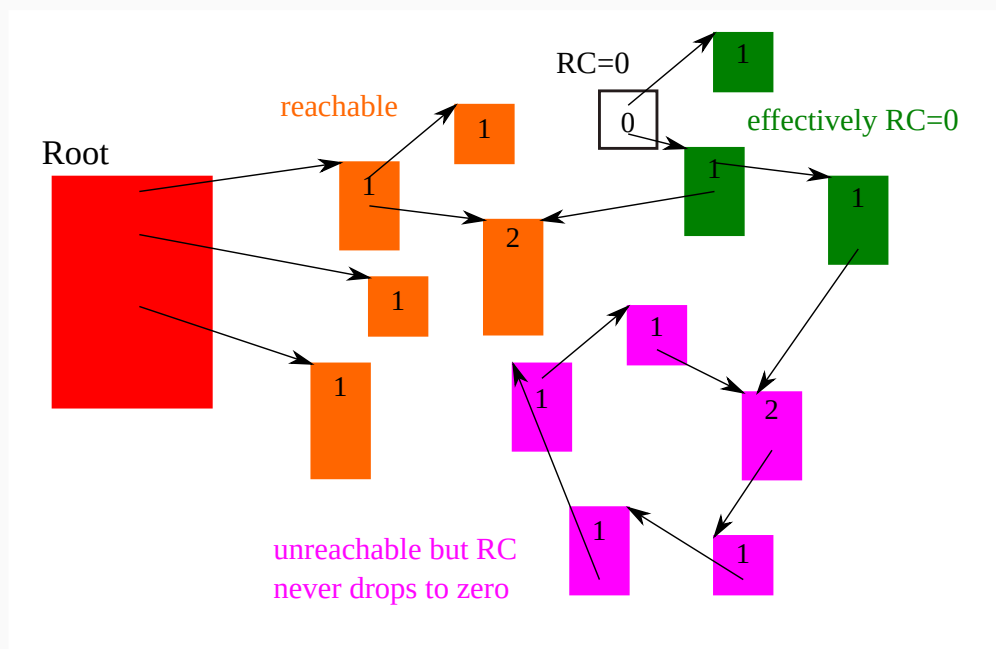 RC=0
1
reachable
1
0
effectively RC=0
Root
1
1
1
2
1
1
1
1
1
2
1
1
unreachable but RC
never drops to zero